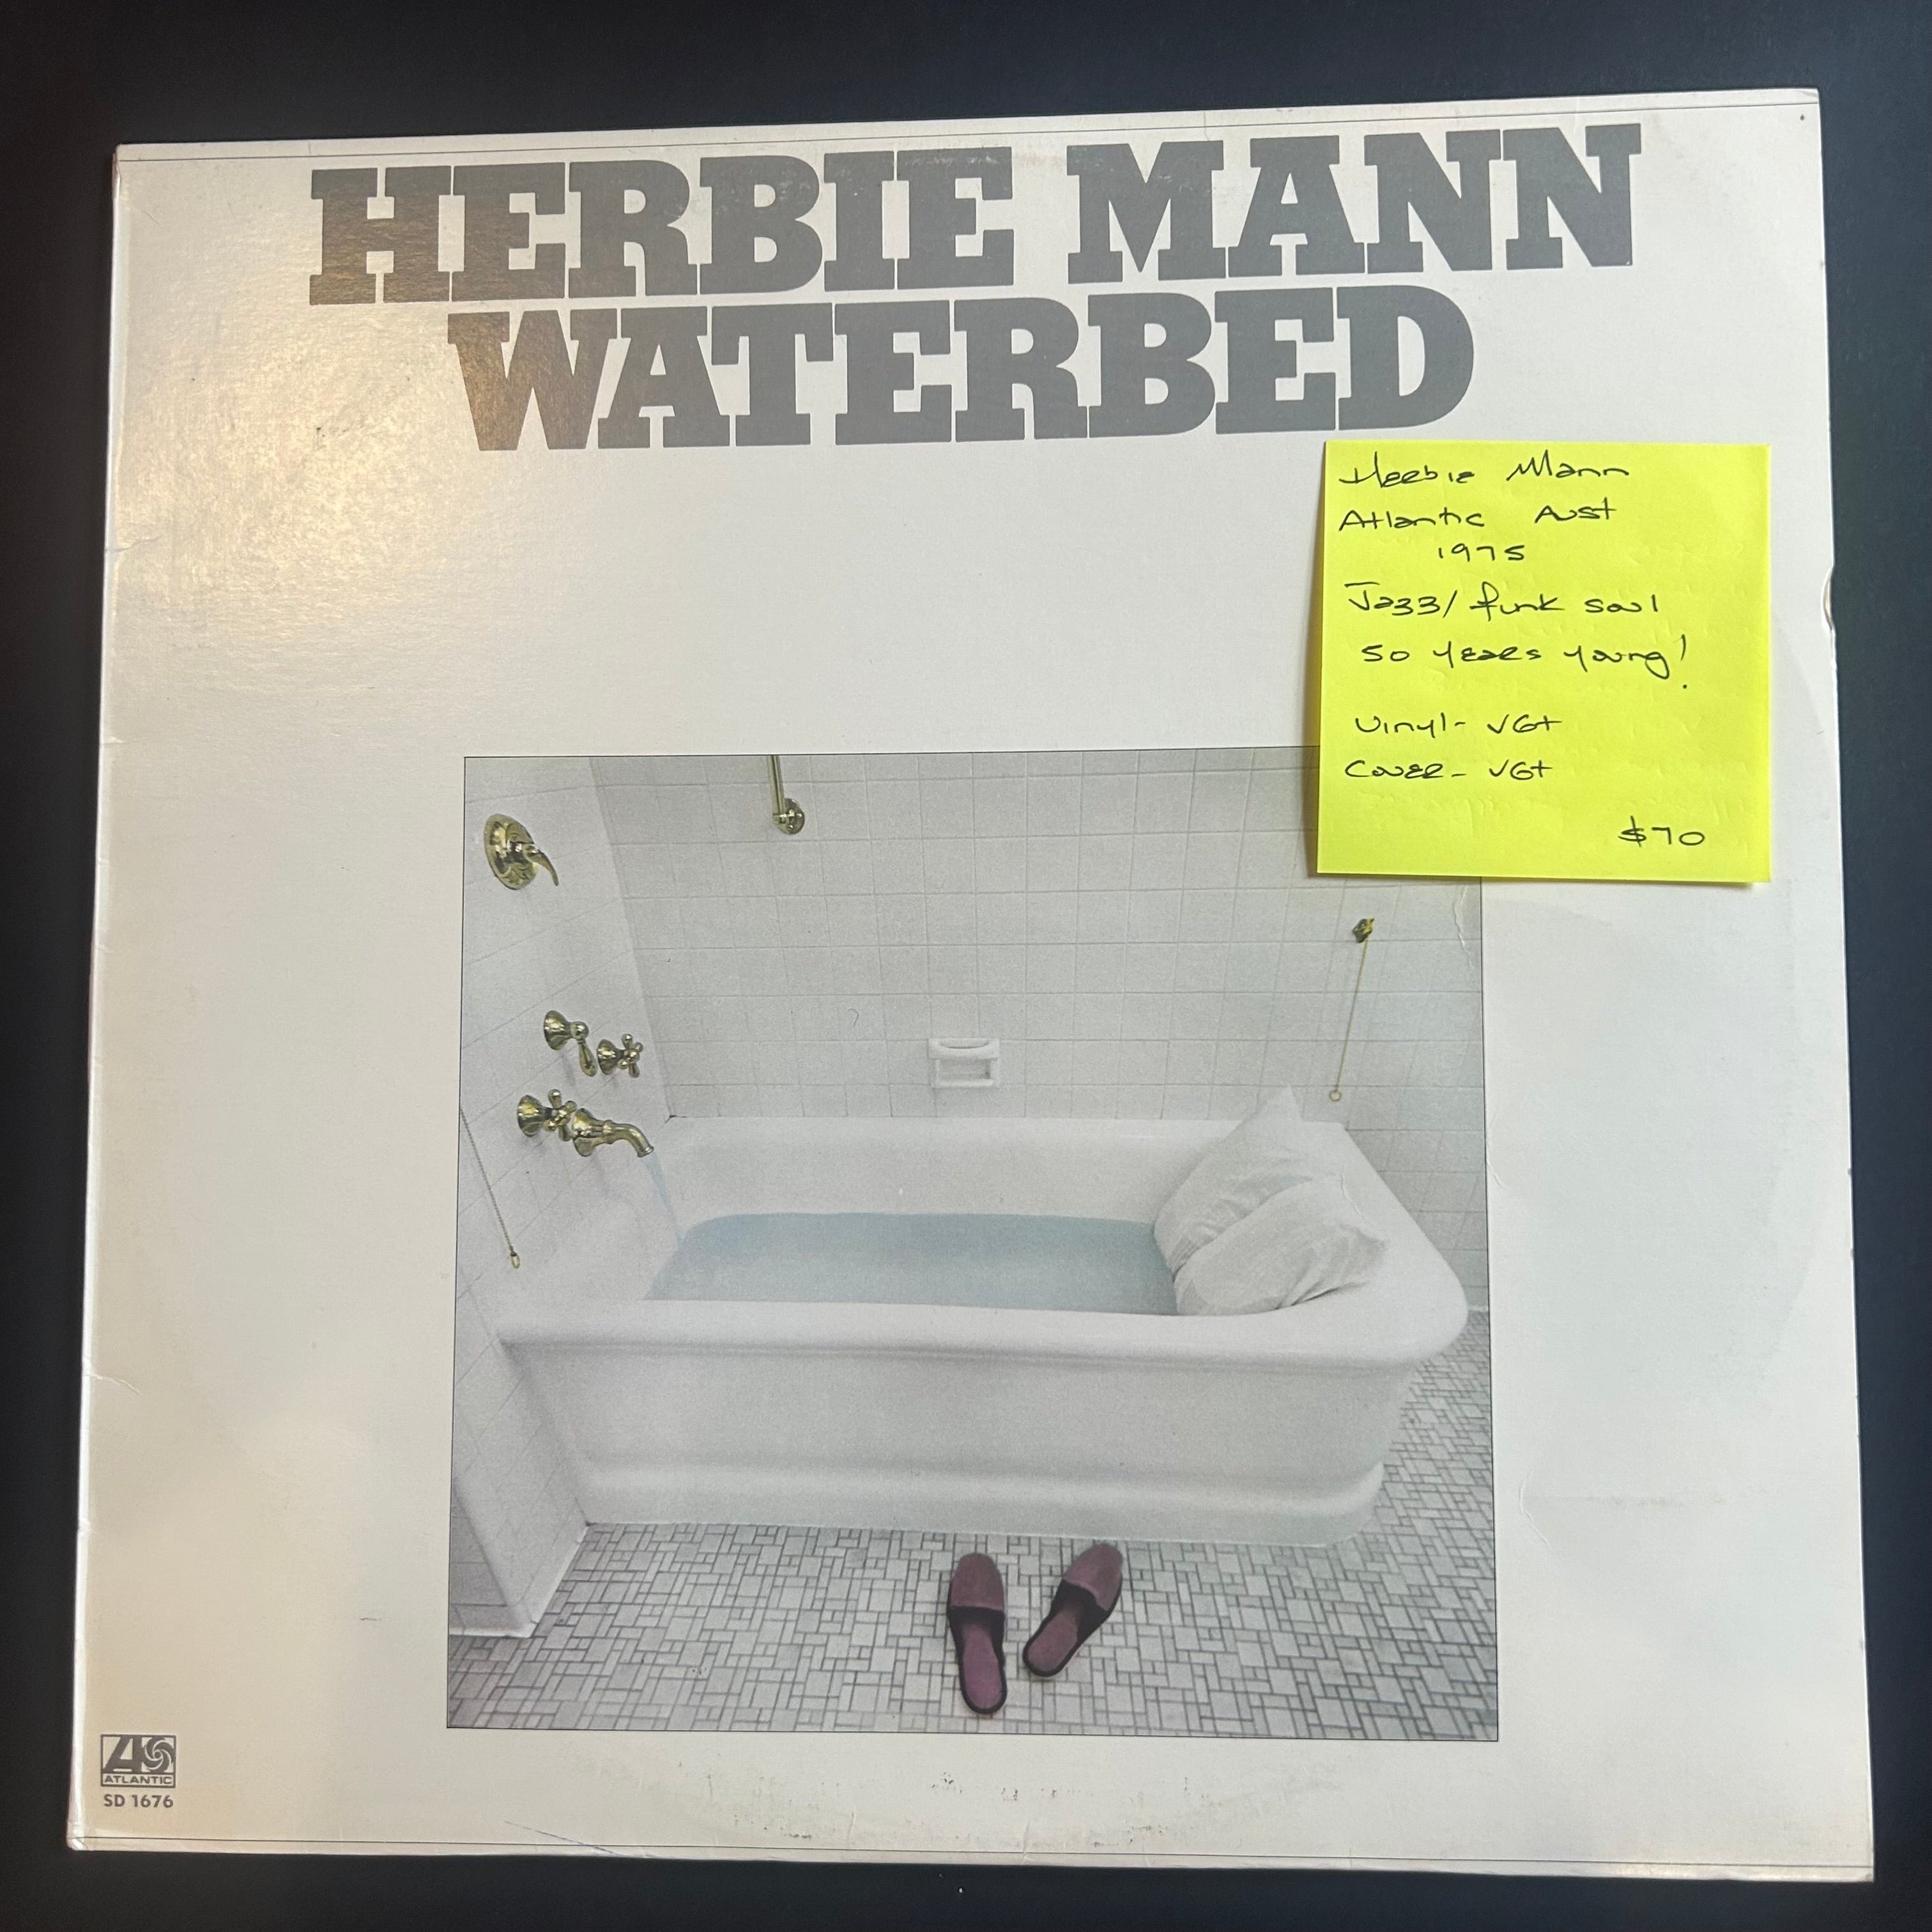 HERBIE MANN
WATERBED
Herbie Mann
Atlantic Aust
1975
Jazz/funk soul
50 years young!
Vinyl- VG+
Cover- VG+
$70
ATLANTIC
SD 1676